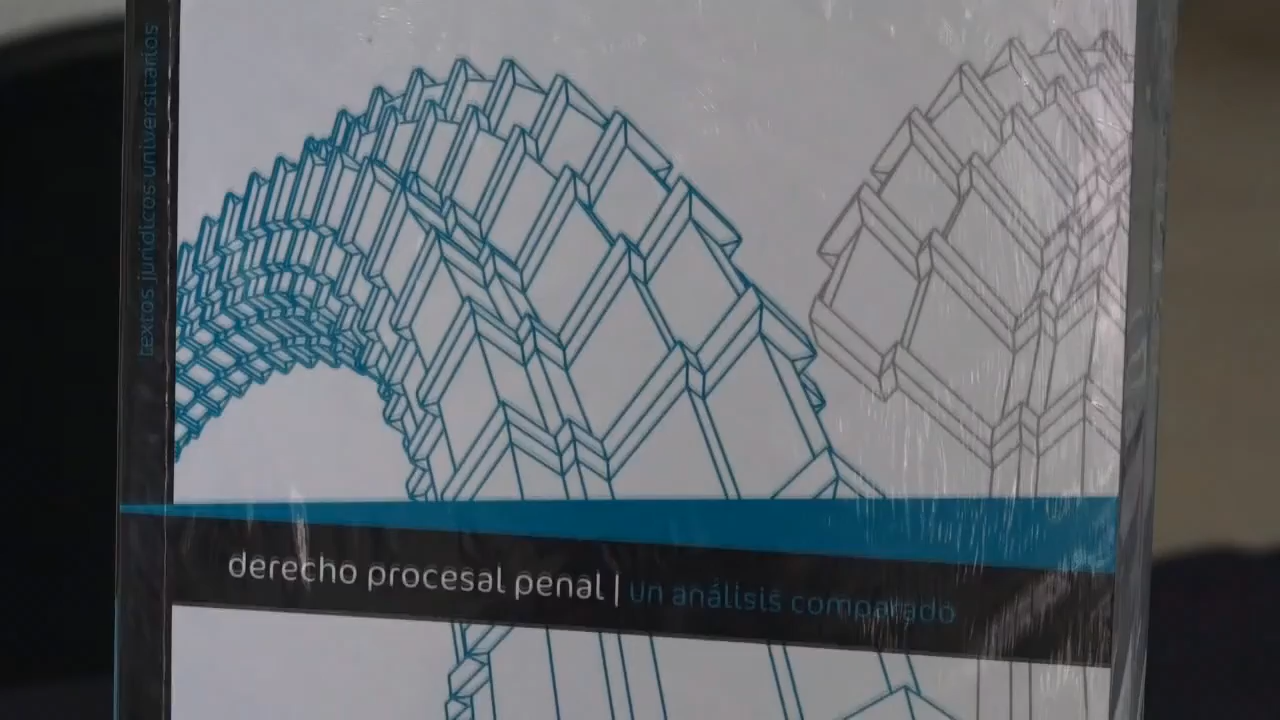 textos jurídicos universitarios
derecho procesal penal | un análisis comparado